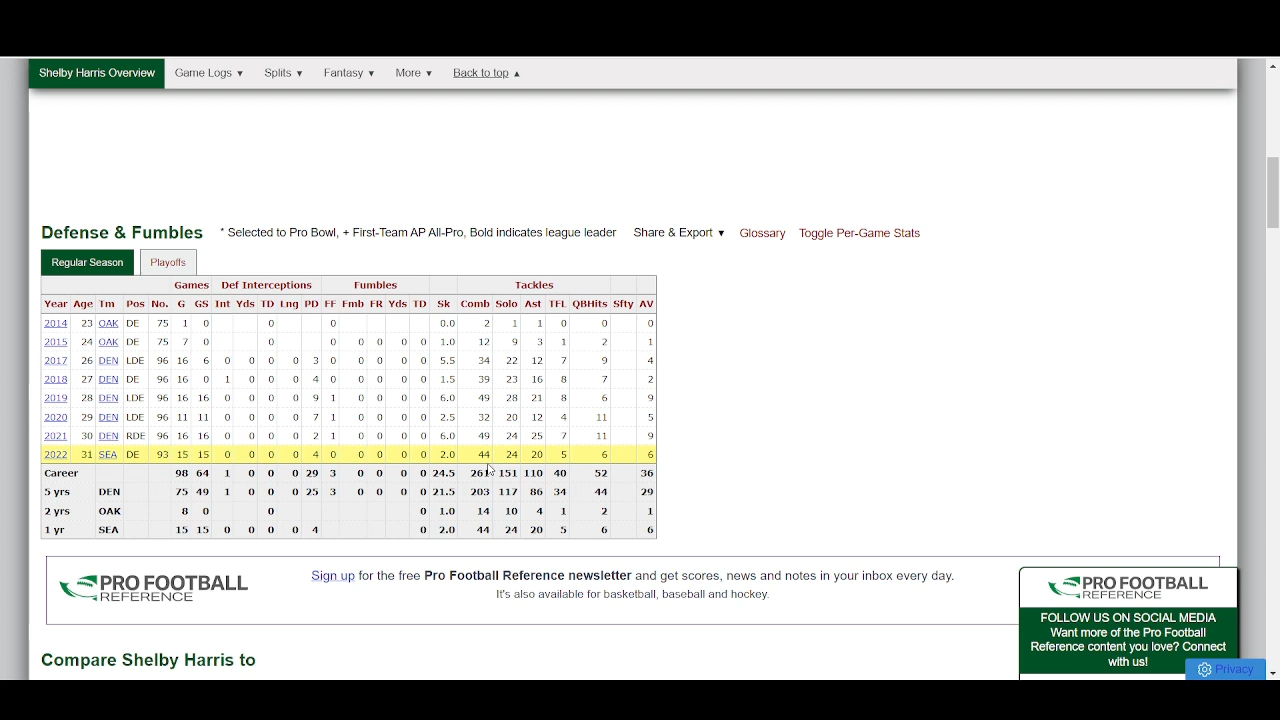 Shelby Harris Overview Game Logs ▼ Splits ▼ Fantasy ▼ More ▼ Back to top ▲
Defense & Fumbles * Selected to Pro Bowl, + First-Team AP All-Pro, Bold indicates league leader Share & Export ▼ Glossary Toggle Per-Game Stats
Regular Season Playoffs
Games Def Interceptions Fumbles Tackles
Year Age Tm Pos No. G GS Int Yds TD Lng PD FF Fmb FR Yds TD Sk Comb Solo Ast TFL QBHits Sfty AV
2014 23 OAK DE 75 1 0 0 0 0.0 2 1 1 0 0 0
2015 24 OAK DE 75 7 0 0 0 0 0 0 0 1.0 12 9 3 1 2 1
2017 26 DEN LDE 96 16 6 0 0 0 0 3 0 0 0 0 0 5.5 34 22 12 7 9 4
2018 27 DEN DE 96 16 0 1 0 0 0 4 0 0 0 0 0 1.5 39 23 16 8 7 2
2019 28 DEN LDE 96 16 16 0 0 0 0 9 1 0 0 0 0 6.0 49 28 21 8 6 9
2020 29 DEN LDE 96 11 11 0 0 0 0 7 1 0 0 0 0 2.5 32 20 12 4 11 5
2021 30 DEN RDE 96 16 16 0 0 0 0 2 1 0 0 0 0 6.0 49 24 25 7 11 9
2022 31 SEA DE 93 15 15 0 0 0 0 4 0 0 0 0 0 2.0 44 24 20 5 6 6
Career 98 64 1 0 0 0 29 3 0 0 0 0 24.5 261 151 110 40 52 36
5 yrs DEN 75 49 1 0 0 0 25 3 0 0 0 0 21.5 203 117 86 34 44 29
2 yrs OAK 8 0 0 0 1.0 14 10 4 1 2 1
1 yr SEA 15 15 0 0 0 0 4 0 2.0 44 24 20 5 6 6
PRO FOOTBALL
REFERENCE
Sign up for the free Pro Football Reference newsletter and get scores, news and notes in your inbox every day.
It's also available for basketball, baseball and hockey.
PRO FOOTBALL
REFERENCE
FOLLOW US ON SOCIAL MEDIA
Want more of the Pro Football
Reference content you love? Connect
with us!
Privacy
Compare Shelby Harris to